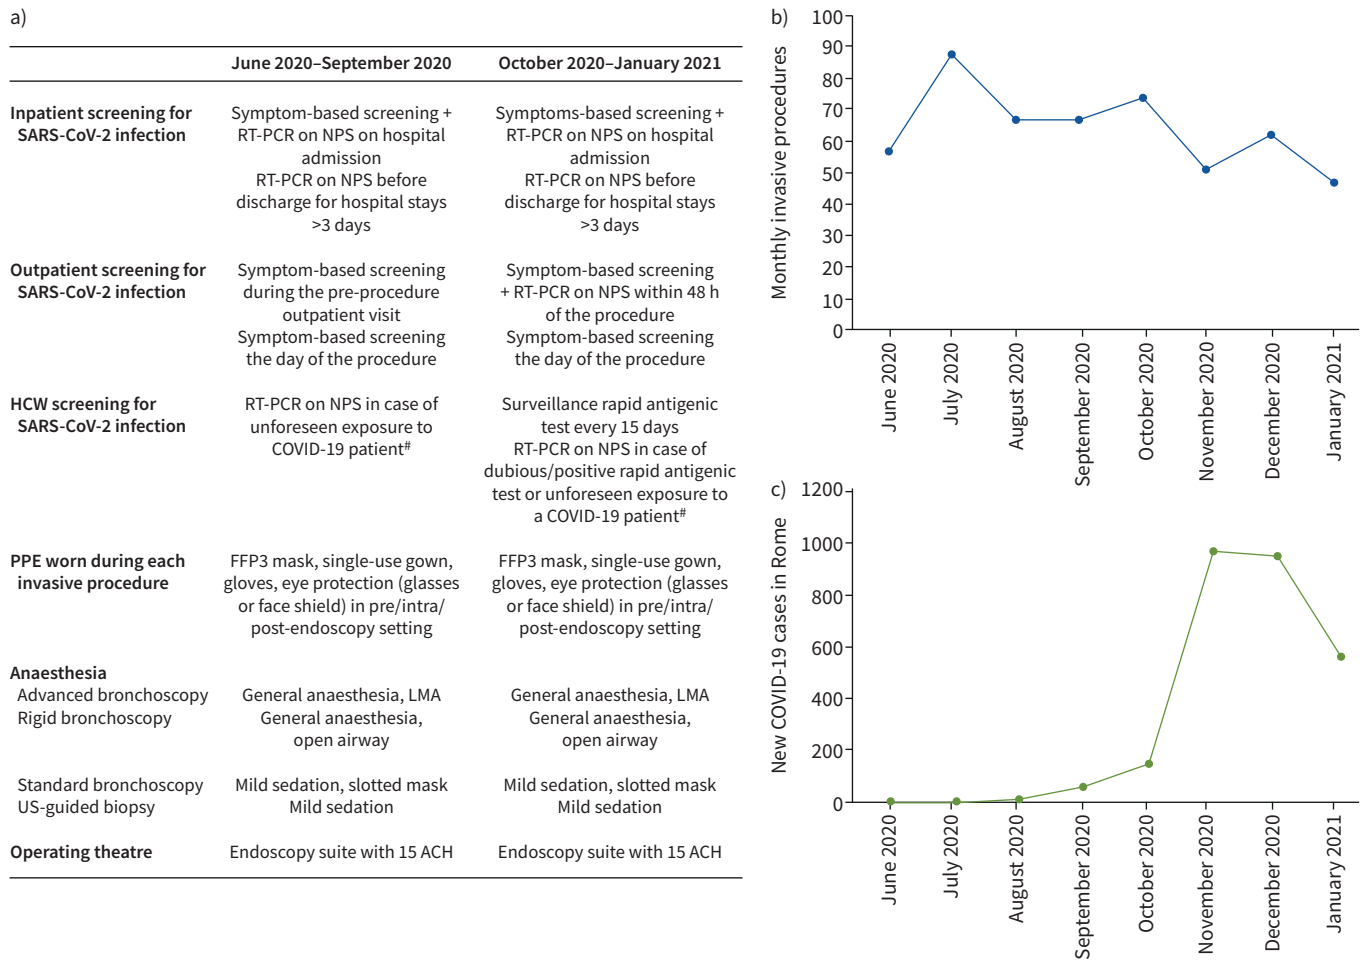 a)
June 2020–September 2020 October 2020–January 2021
Inpatient screening for
SARS-CoV-2 infection
Symptom-based screening +
RT-PCR on NPS on hospital
admission
RT-PCR on NPS before
discharge for hospital stays
>3 days
Symptoms-based screening +
RT-PCR on NPS on hospital
admission
RT-PCR on NPS before
discharge for hospital stays
>3 days
Outpatient screening for
SARS-CoV-2 infection
Symptom-based screening
during the pre-procedure
outpatient visit
Symptom-based screening
the day of the procedure
Symptom-based screening
+ RT-PCR on NPS within 48 h
of the procedure
Symptom-based screening
the day of the procedure
HCW screening for
SARS-CoV-2 infection
RT-PCR on NPS in case of
unforeseen exposure to
COVID-19 patient#
Surveillance rapid antigenic
test every 15 days
RT-PCR on NPS in case of
dubious/positive rapid antigenic
test or unforeseen exposure to
a COVID-19 patient#
PPE worn during each
invasive procedure
FFP3 mask, single-use gown,
gloves, eye protection (glasses
or face shield) in pre/intra/
post-endoscopy setting
FFP3 mask, single-use gown,
gloves, eye protection (glasses
or face shield) in pre/intra/
post-endoscopy setting
Anaesthesia
Advanced bronchoscopy General anaesthesia, LMA General anaesthesia, LMA
Rigid bronchoscopy
General anaesthesia,
open airway
General anaesthesia,
open airway
Standard bronchoscopy Mild sedation, slotted mask Mild sedation, slotted mask
US-guided biopsy Mild sedation Mild sedation
Operating theatre Endoscopy suite with 15 ACH Endoscopy suite with 15 ACH
b)
Monthly invasive procedures
100
90
80
70
60
50
40
30
20
10
0
June 2020
July 2020
August 2020
September 2020
October 2020
November 2020
December 2020
January 2021
c)
New COVID-19 cases in Rome
1200
1000
800
600
400
200
0
June 2020
July 2020
August 2020
September 2020
October 2020
November 2020
December 2020
January 2021